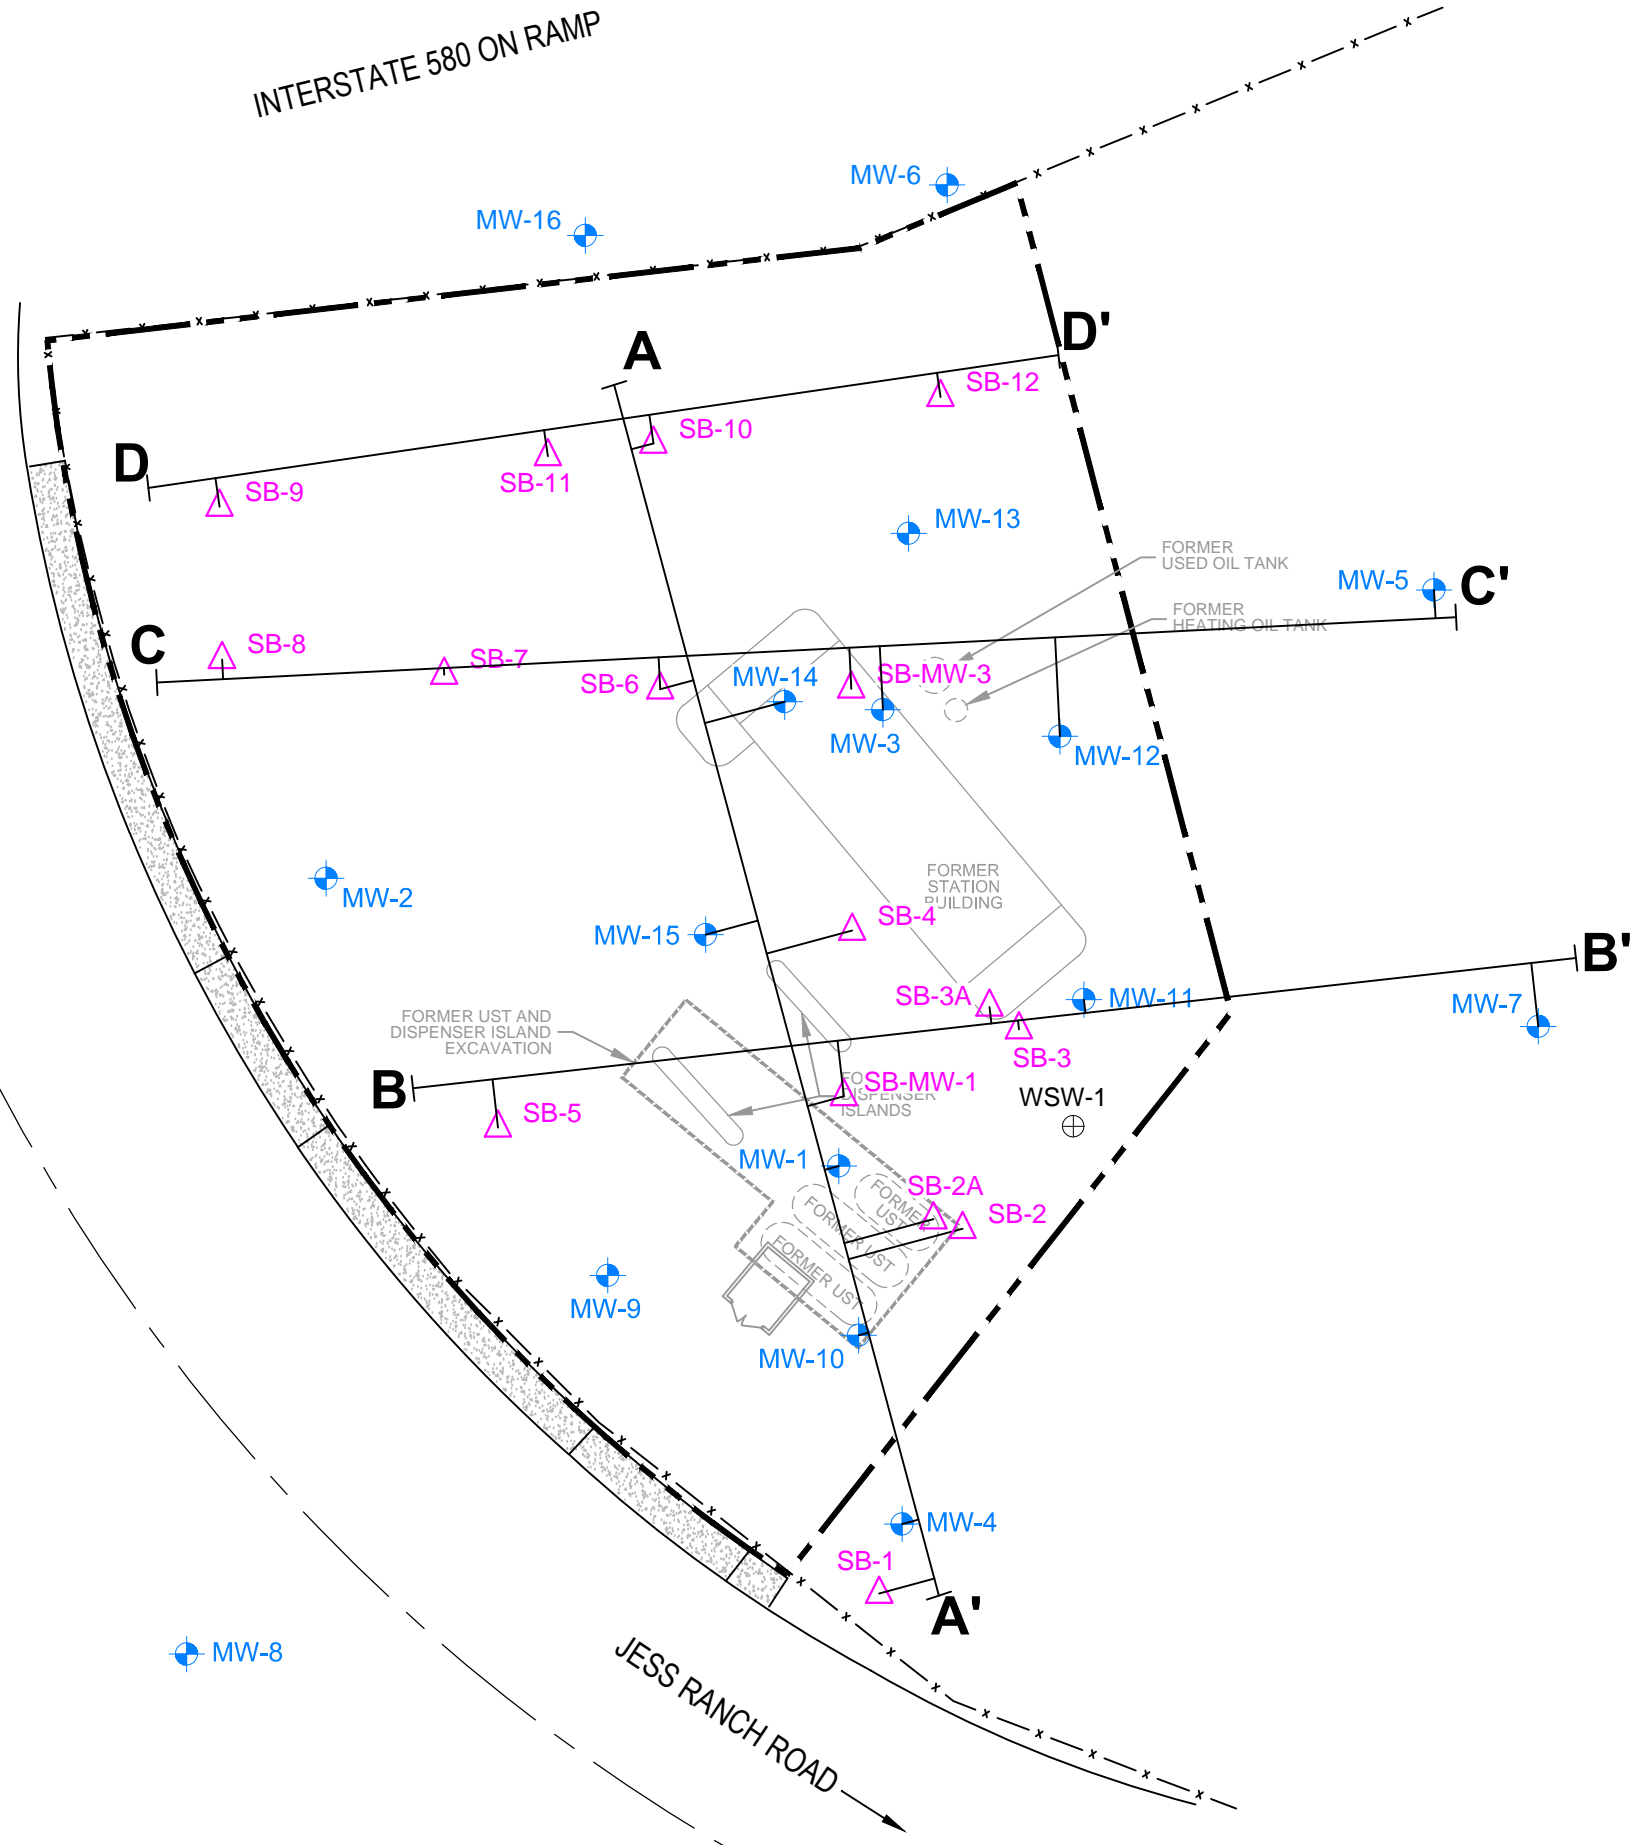 INTERSTATE 580 ON RAMP
MW-6
MW-16
D'
A
SB-12
SB-10
D
SB-11
SB-9
MW-13
FORMER
USED OIL TANK
MW-5
C'
FORMER
HEATING OIL TANK
C
SB-8
SB-7
SB-6
MW-14
SB-MW-3
MW-3
MW-12
MW-2
FORMER
STATION
BUILDING
SB-4
MW-15
B'
SB-3A
MW-11
MW-7
FORMER UST AND
DISPENSER ISLAND
EXCAVATION
SB-3
B
SB-MW-1
DISPENSER
ISLANDS
WSW-1
SB-5
MW-1
SB-2A
SB-2
FORMER
UST
FORMER UST
FORMER UST
MW-9
MW-10
MW-4
SB-1
A'
MW-8
JESS RANCH ROAD